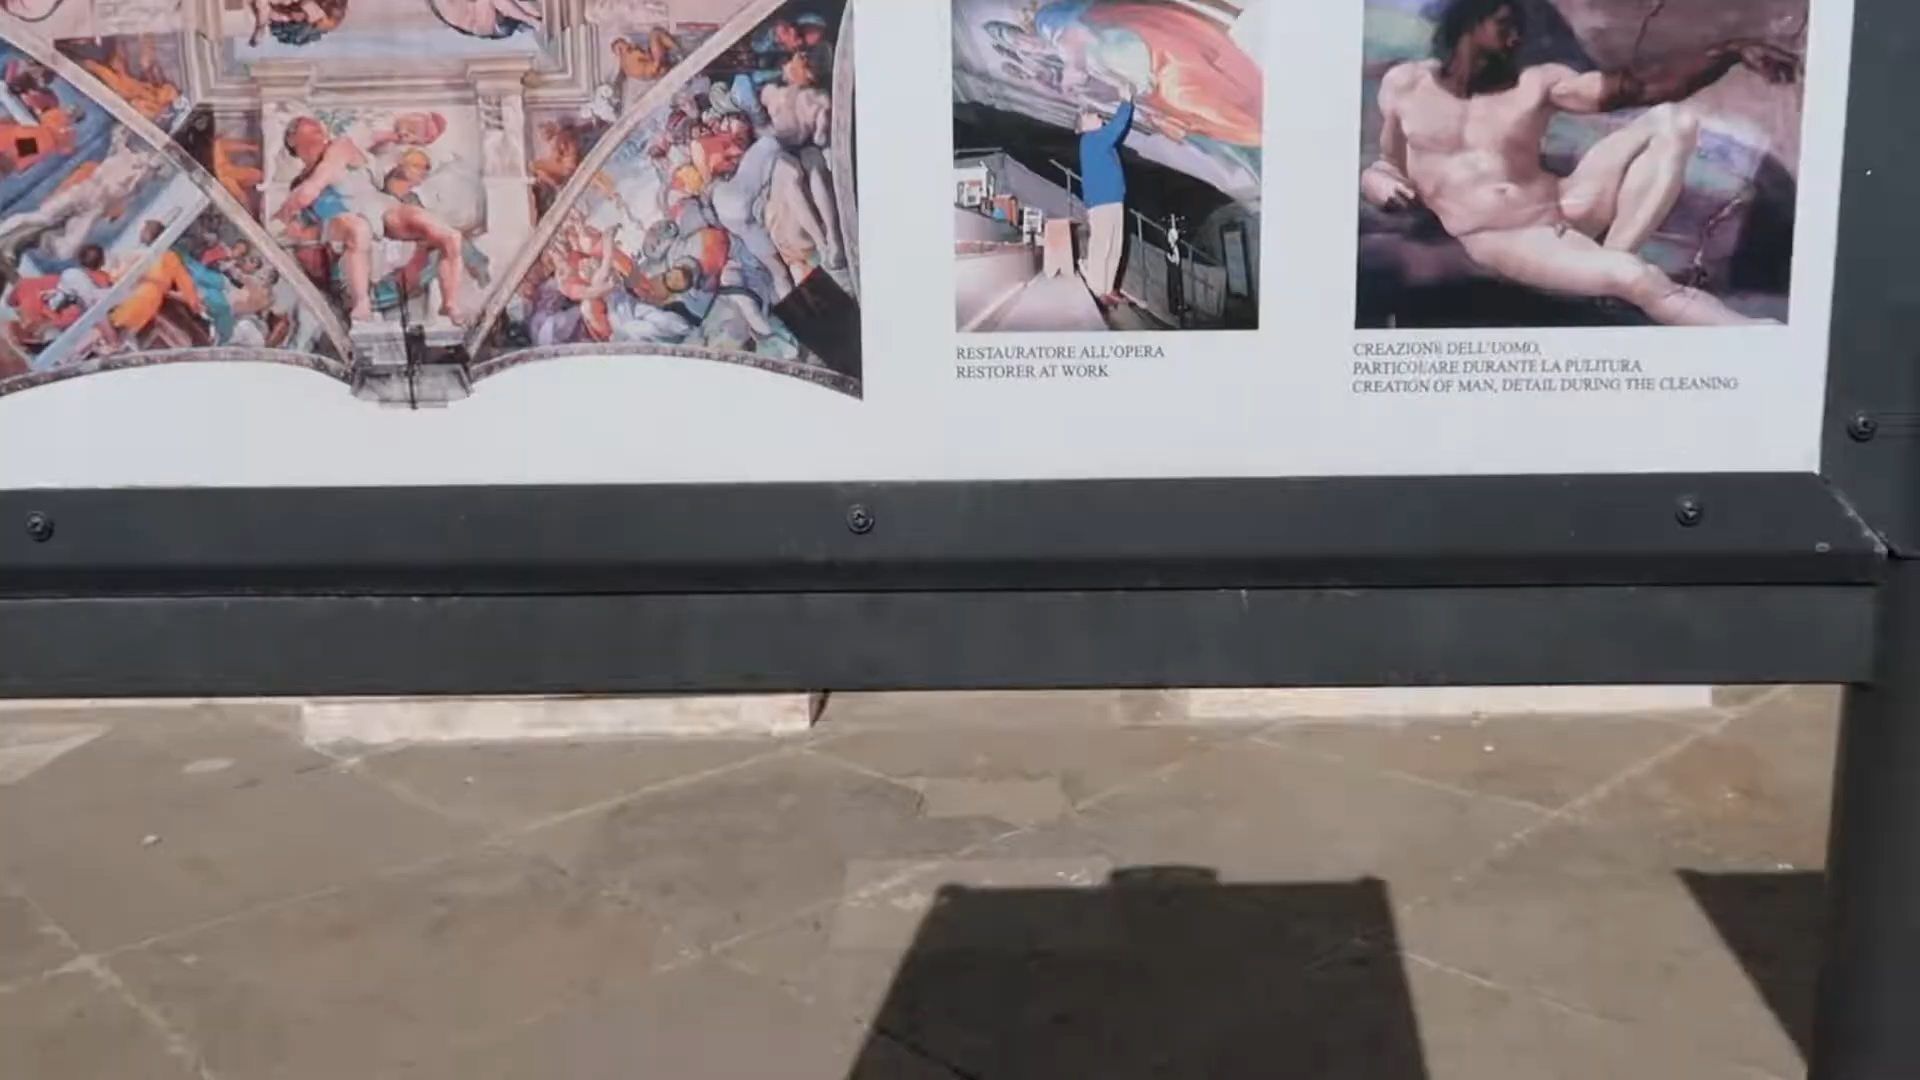 RESTAURATORE ALL'OPERA
RESTORER AT WORK
CREAZIONE DELL'UOMO,
PARTICOLARE DURANTE LA PULITURA
CREATION OF MAN, DETAIL DURING THE CLEANING